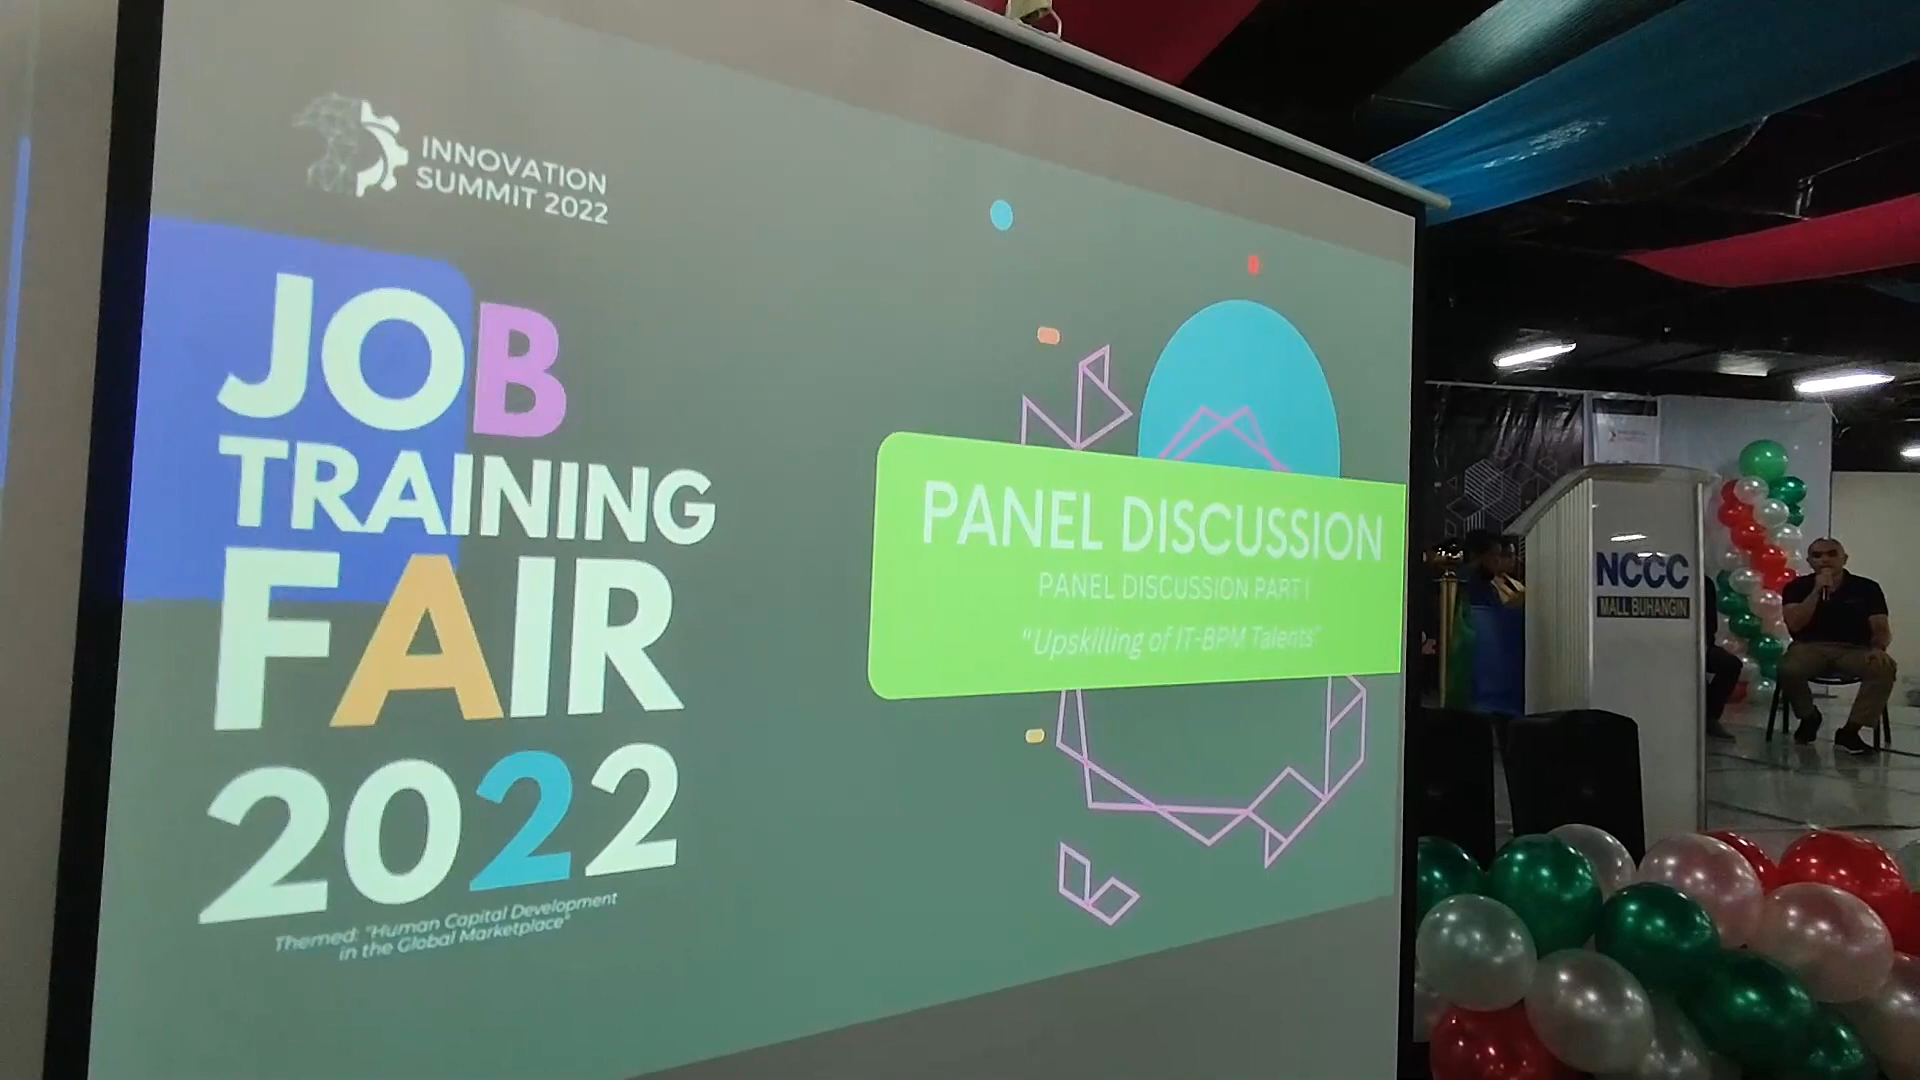 INNOVATION
SUMMIT 2022
JOB
TRAINING
FAIR
2022
Themed: "Human Capital Development
in the Global Marketplace"
PANEL DISCUSSION
PANEL DISCUSSION PART I
"Upskilling of IT-BPM Talents"
NCCC
MALL BUHANGIN